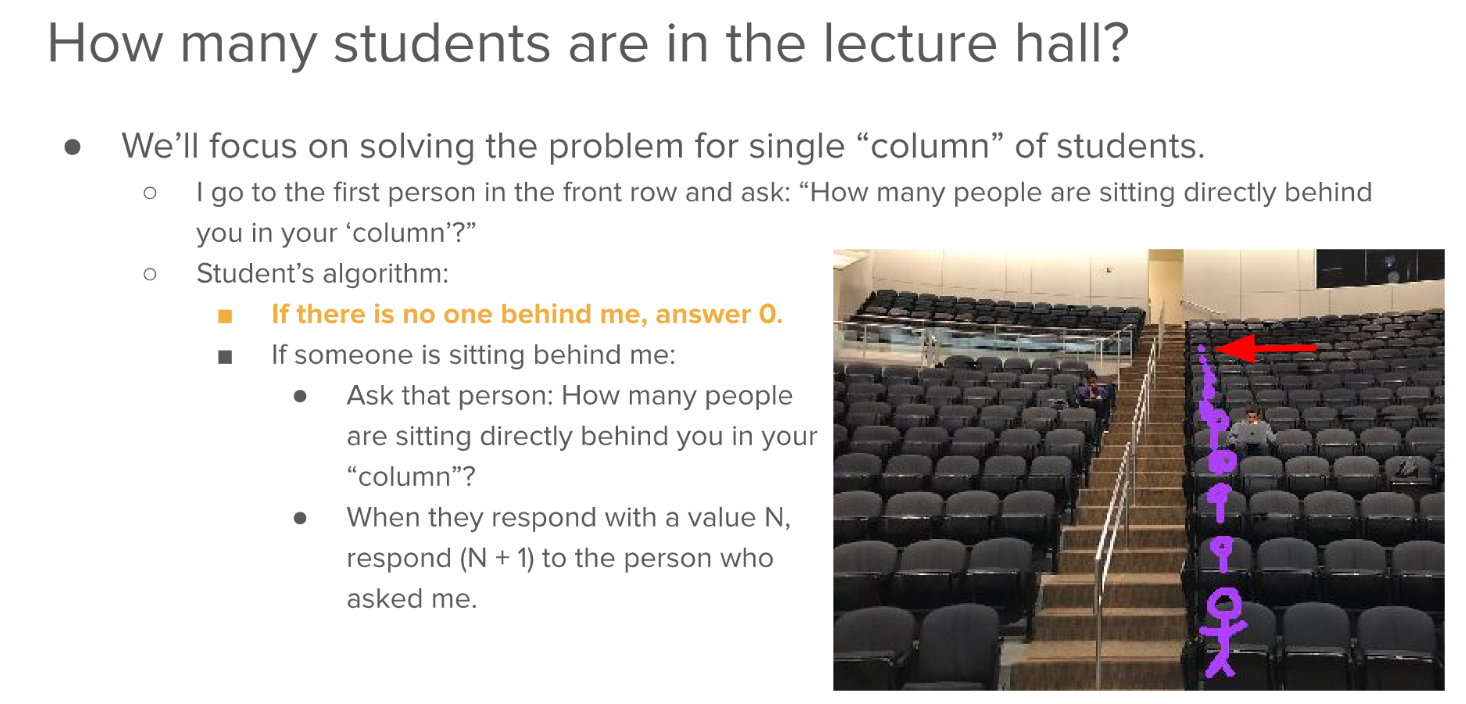 How many students are in the lecture hall?
● We’ll focus on solving the problem for single “column” of students.
○ I go to the first person in the front row and ask: “How many people are sitting directly behind
you in your ‘column’?”
○ Student’s algorithm:
■ If there is no one behind me, answer 0.
■ If someone is sitting behind me:
● Ask that person: How many people
are sitting directly behind you in your
“column”?
● When they respond with a value N,
respond (N + 1) to the person who
asked me.